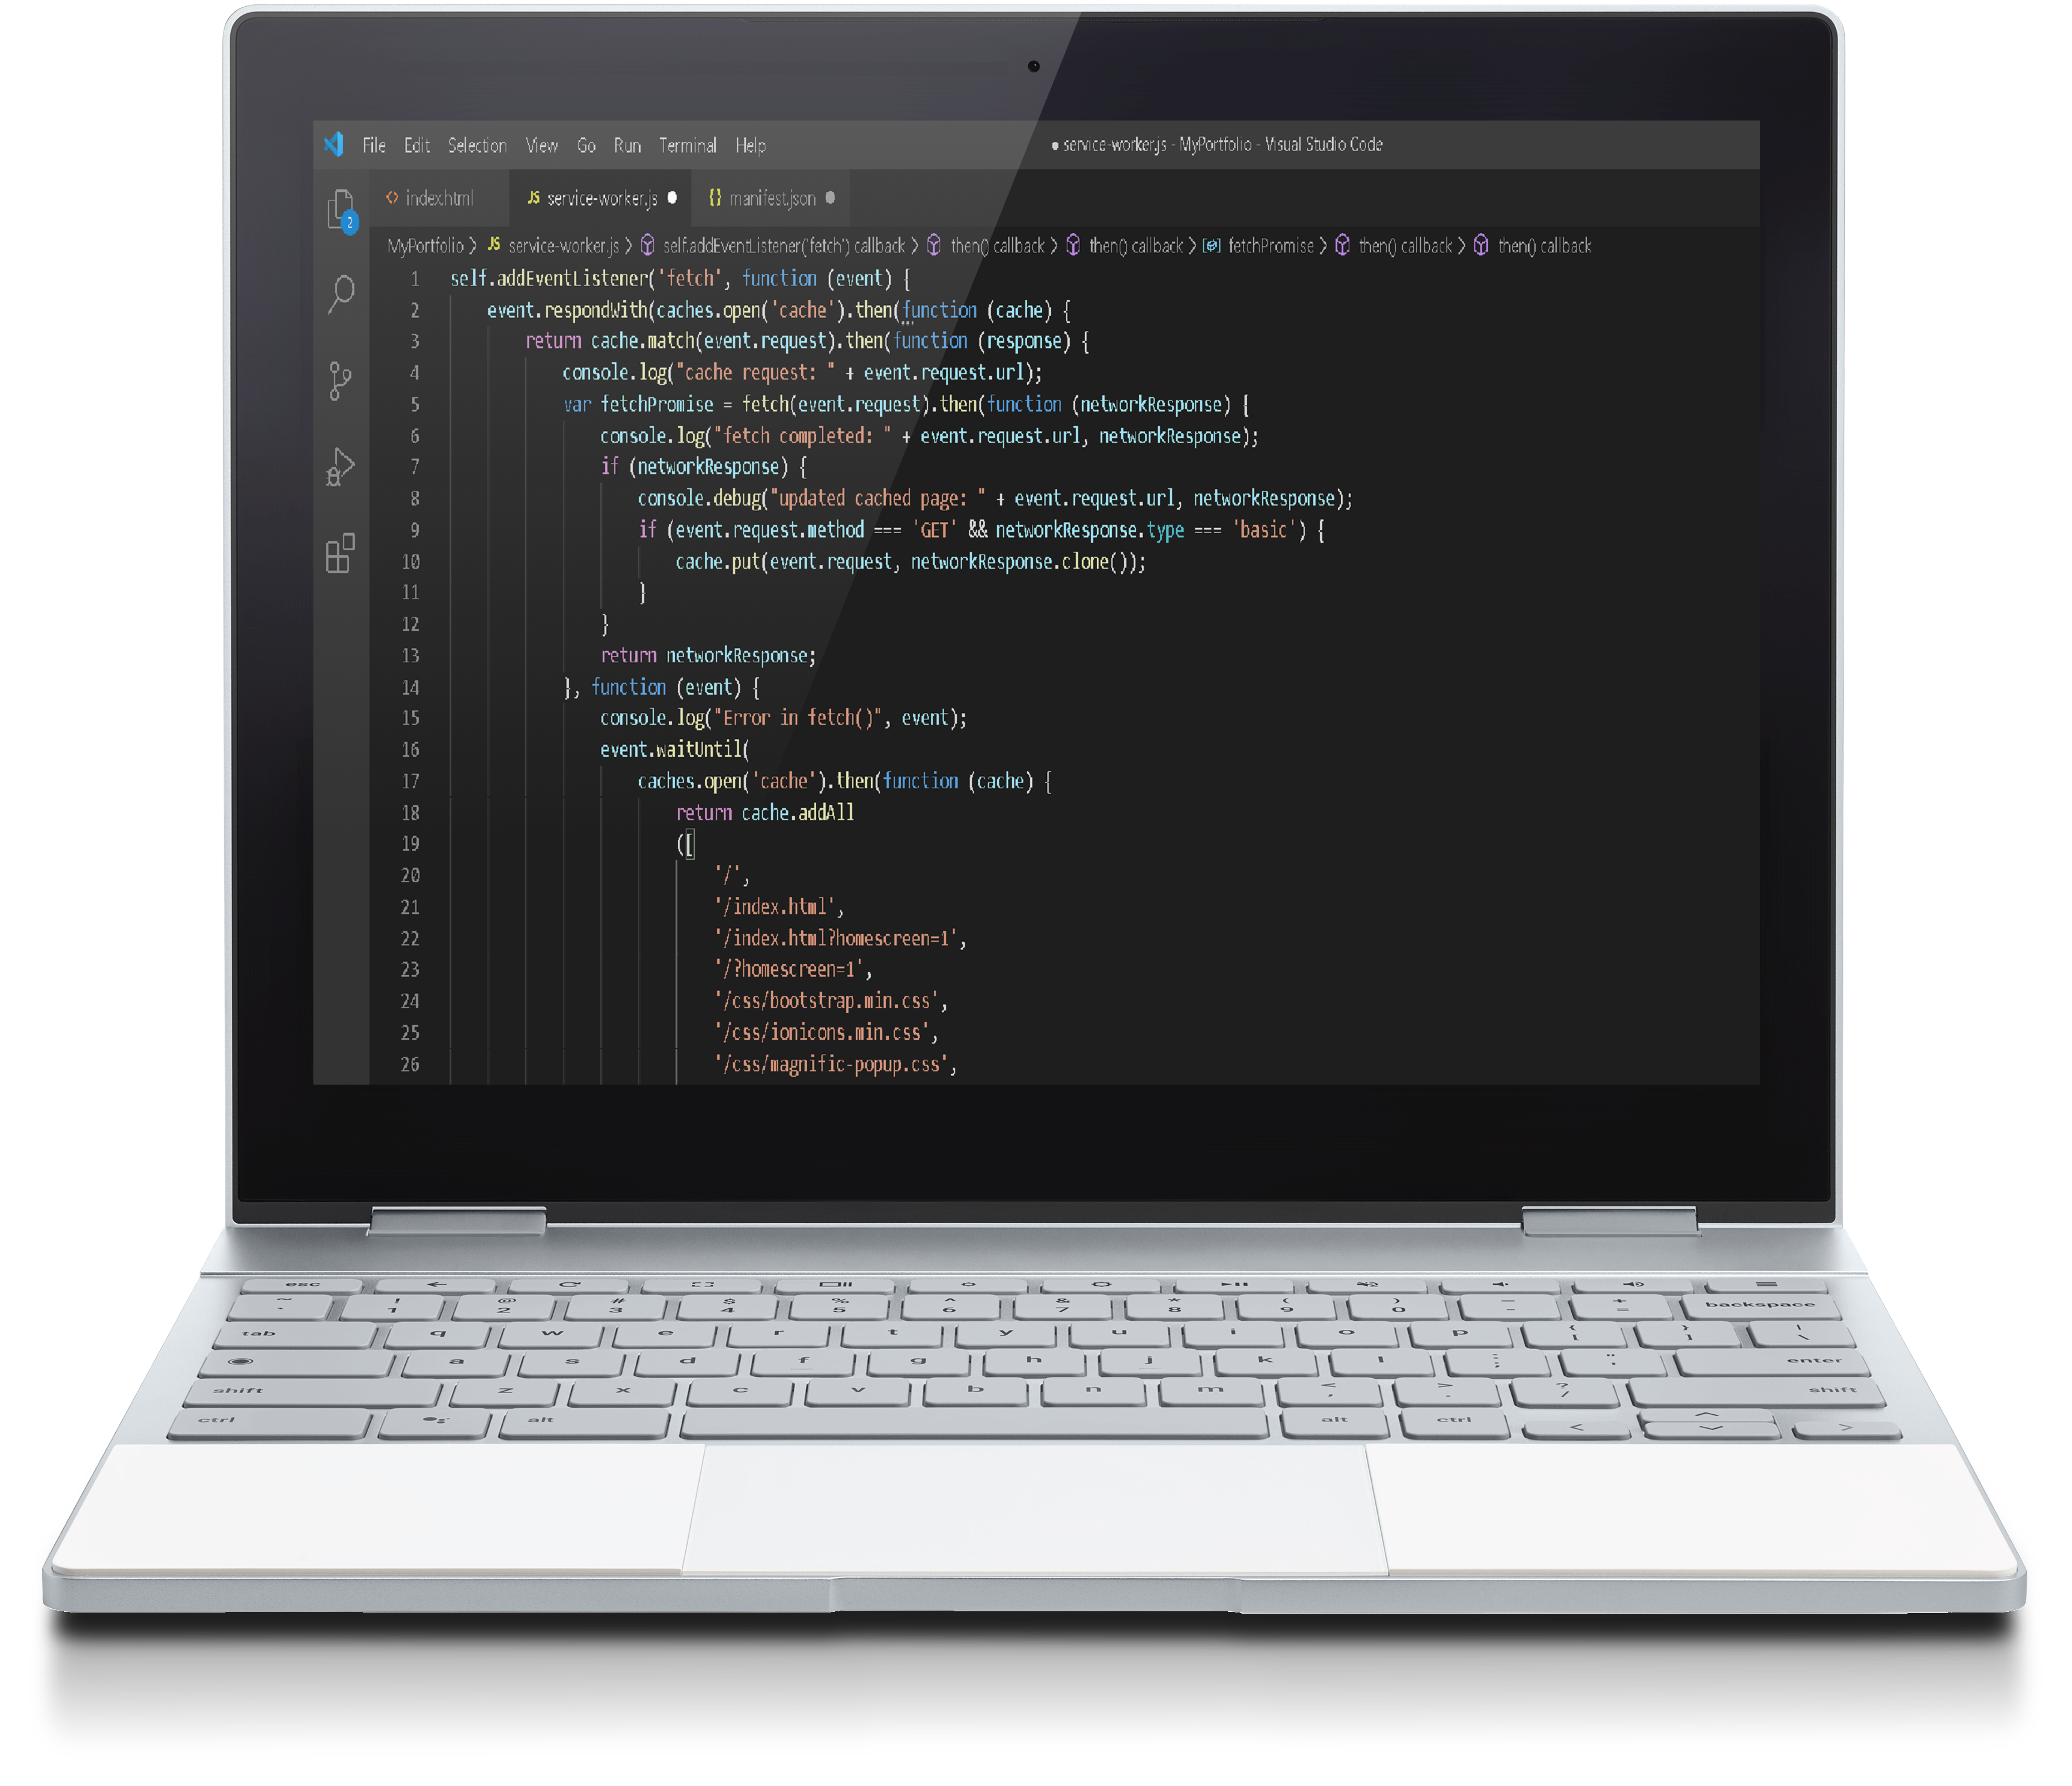 File Edit Selection View Go Run Terminal Help ● service-worker.js - MyPortfolio - Visual Studio Code
index.html JS service-worker.js ● {} manifest.json ●
2
MyPortfolio > JS service-worker.js > self.addEventListener('fetch') callback > then() callback > then() callback > fetchPromise > then() callback > then() callback
1 self.addEventListener('fetch', function (event) {
2 event.respondWith(caches.open('cache').then(function (cache) {
3 return cache.match(event.request).then(function (response) {
4 console.log("cache request: " + event.request.url);
5 var fetchPromise = fetch(event.request).then(function (networkResponse) {
6 console.log("fetch completed: " + event.request.url, networkResponse);
7 if (networkResponse) {
8 console.debug("updated cached page: " + event.request.url, networkResponse);
9 if (event.request.method === 'GET' && networkResponse.type === 'basic') {
10 cache.put(event.request, networkResponse.clone());
11 }
12 }
13 return networkResponse;
14 }, function (event) {
15 console.log("Error in fetch()", event);
16 event.waitUntil(
17 caches.open('cache').then(function (cache) {
18 return cache.addAll
19 ([
20 '/',
21 '/index.html',
22 '/index.html?homescreen=1',
23 '/?homescreen=1',
24 '/css/bootstrap.min.css',
25 '/css/ionicons.min.css',
26 '/css/magnific-popup.css',
esc
~ ` ! 1 @ 2 # 3 $ 4 % 5 ^ 6 & 7 * 8 ( 9 ) 0 - + = backspace
tab q w e r t y u i o p { [ } ] | \
a s d f g h j k l : ; " ' enter
shift z x c v b n m < , > . ? / shift
ctrl alt alt ctrl < >